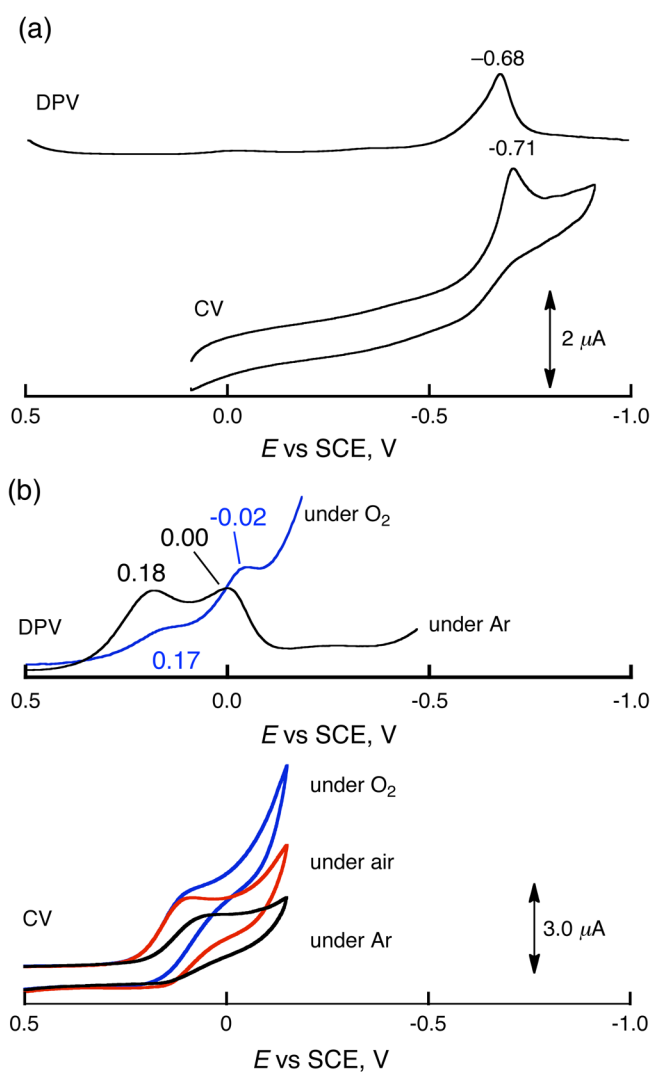 (a)
−0.68
DPV
-0.71
CV
2 μA
0.5 0.0 -0.5 -1.0
E vs SCE, V
(b)
-0.02 under O₂
0.00
0.18
DPV under Ar
0.17
0.5 0.0 -0.5 -1.0
E vs SCE, V
under O₂
under air
CV 3.0 μA
under Ar
0.5 0 -0.5 -1.0
E vs SCE, V